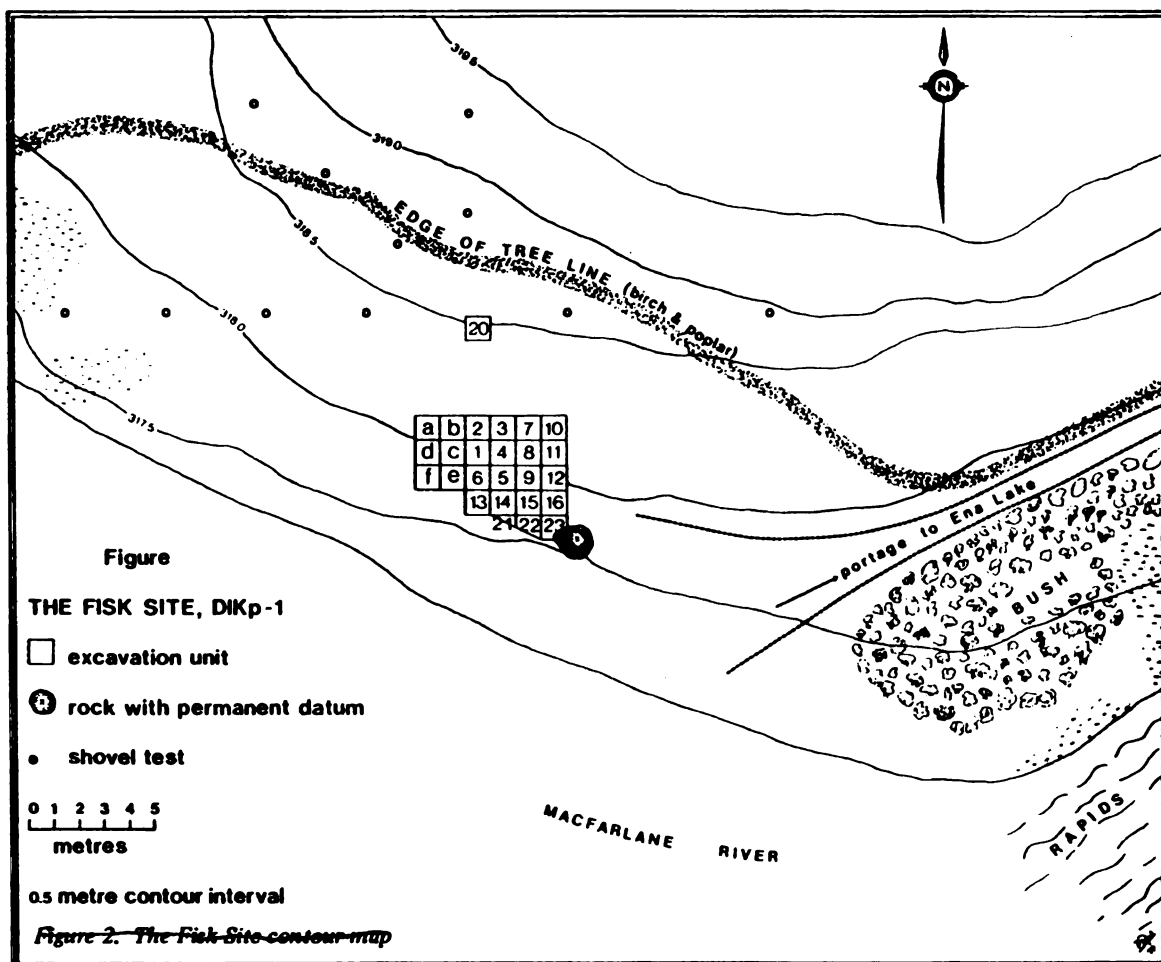 3195
N
3190
EDGE OF TREE LINE (birch & poplar)
3185
3180
20
3175
a b 2 3 7 10
d c 1 4 8 11
f e 6 5 9 12
13 14 15 16
21 22 23
portage to Ena Lake
BUSH
Figure
THE FISK SITE, DIKp-1
excavation unit
rock with permanent datum
shovel test
0 1 2 3 4 5
metres
0.5 metre contour interval
Figure 2. The Fisk Site contour map
MACFARLANE RIVER
RAPIDS